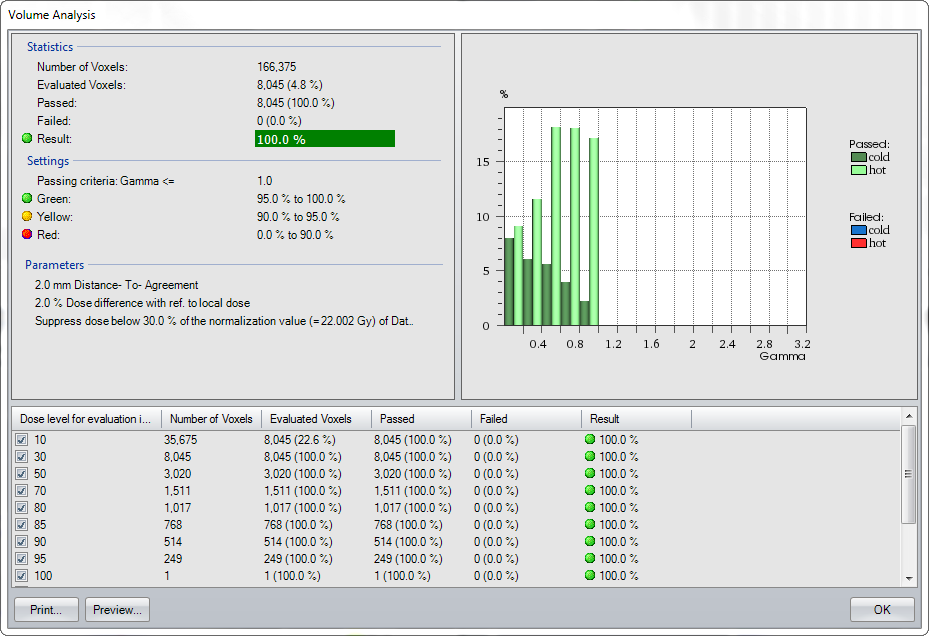 Volume Analysis
Statistics
Number of Voxels: 166,375
Evaluated Voxels: 8,045 (4.8 %)
Passed: 8,045 (100.0 %)
Failed: 0 (0.0 %)
Result: 100.0 %
Settings
Passing criteria: Gamma <= 1.0
Green: 95.0 % to 100.0 %
Yellow: 90.0 % to 95.0 %
Red: 0.0 % to 90.0 %
Parameters
2.0 mm Distance- To- Agreement
2.0 % Dose difference with ref. to local dose
Suppress dose below 30.0 % of the normalization value (=22.002 Gy) of Dat..
%
15
10
5
0
0.4 0.8 1.2 1.6 2 2.4 2.8 3.2
Gamma
Passed:
cold
hot
Failed:
cold
hot
Dose level for evaluation i... Number of Voxels Evaluated Voxels Passed Failed Result
10 35,675 8,045 (22.6 %) 8,045 (100.0 %) 0 (0.0 %) 100.0 %
30 8,045 8,045 (100.0 %) 8,045 (100.0 %) 0 (0.0 %) 100.0 %
50 3,020 3,020 (100.0 %) 3,020 (100.0 %) 0 (0.0 %) 100.0 %
70 1,511 1,511 (100.0 %) 1,511 (100.0 %) 0 (0.0 %) 100.0 %
80 1,017 1,017 (100.0 %) 1,017 (100.0 %) 0 (0.0 %) 100.0 %
85 768 768 (100.0 %) 768 (100.0 %) 0 (0.0 %) 100.0 %
90 514 514 (100.0 %) 514 (100.0 %) 0 (0.0 %) 100.0 %
95 249 249 (100.0 %) 249 (100.0 %) 0 (0.0 %) 100.0 %
100 1 1 (100.0 %) 1 (100.0 %) 0 (0.0 %) 100.0 %
Print... Preview... OK